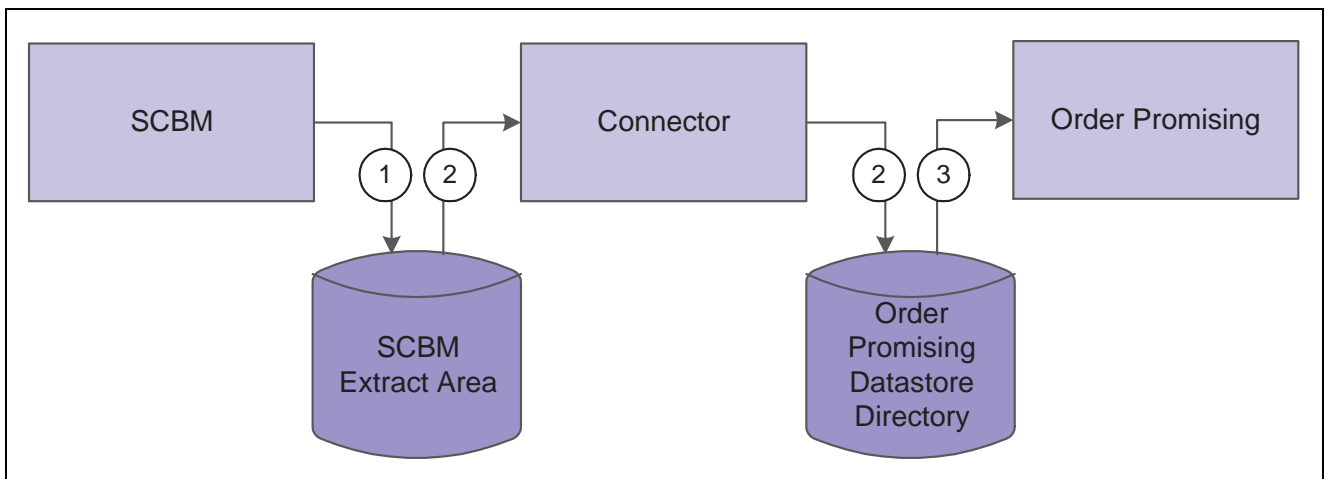 SCBM
Connector
Order Promising
1
2
2
3
SCBM
Extract Area
Order
Promising
Datastore
Directory